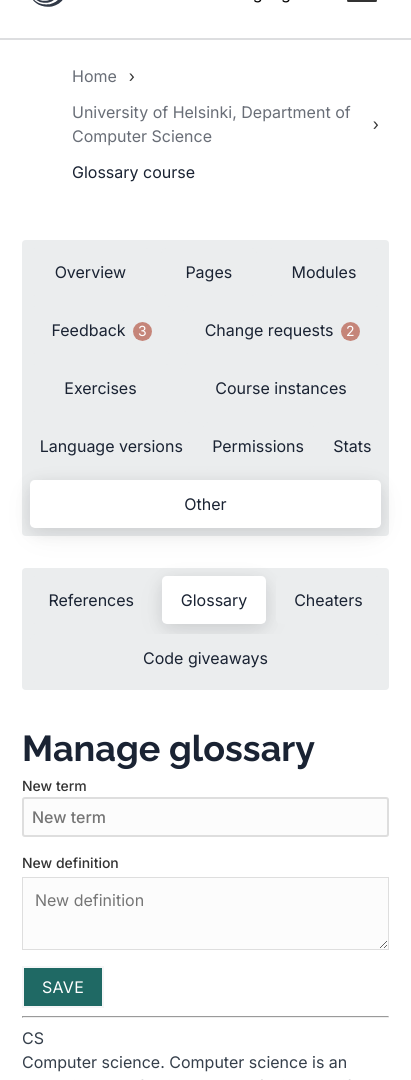 Home ›
University of Helsinki, Department of ›
Computer Science
Glossary course
Overview Pages Modules
Feedback 3 Change requests 2
Exercises Course instances
Language versions Permissions Stats
Other
References Glossary Cheaters
Code giveaways
Manage glossary
New term
New term
New definition
New definition
SAVE
CS
Computer science. Computer science is an